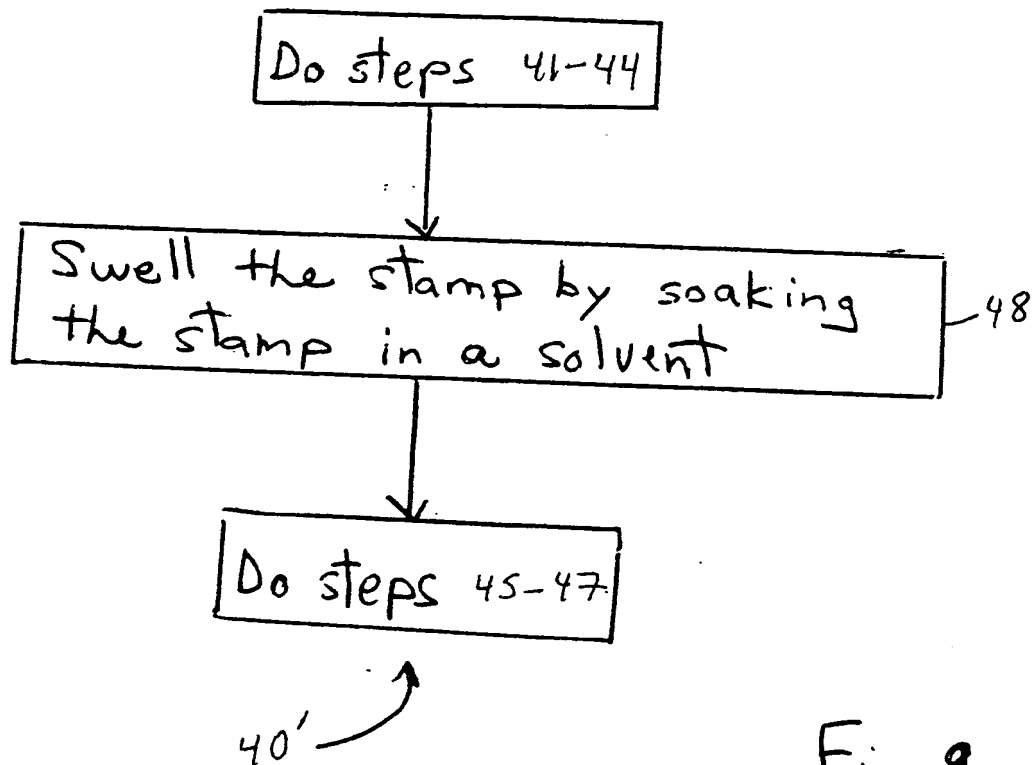 Do steps 41-44
Swell the stamp by soaking
the stamp in a solvent
48
Do steps 45-47
40'